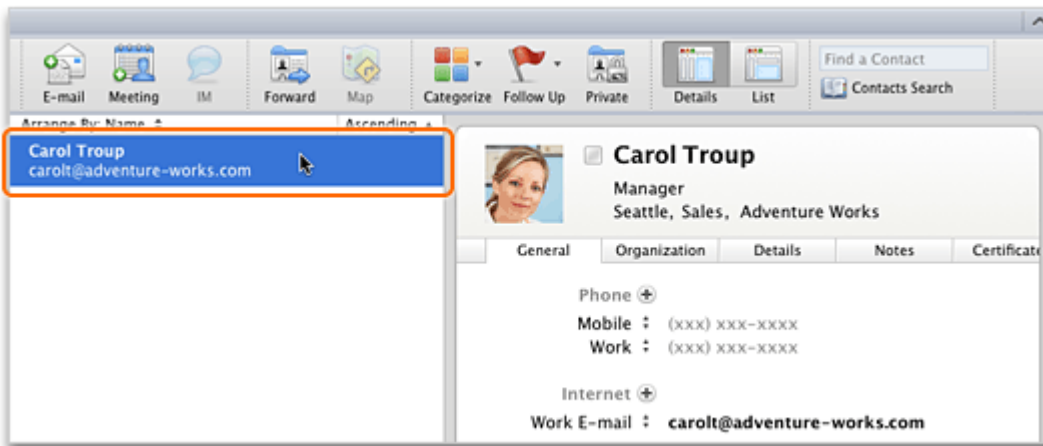 E-mail Meeting IM Forward Map Categorize Follow Up Private Details List
Find a Contact
Contacts Search
Arrange By: Name Ascending
Carol Troup
carolt@adventure-works.com
Carol Troup
Manager
Seattle, Sales, Adventure Works
General Organization Details Notes Certificate
Phone
Mobile (xxx) xxx-xxxx
Work (xxx) xxx-xxxx
Internet
Work E-mail carolt@adventure-works.com